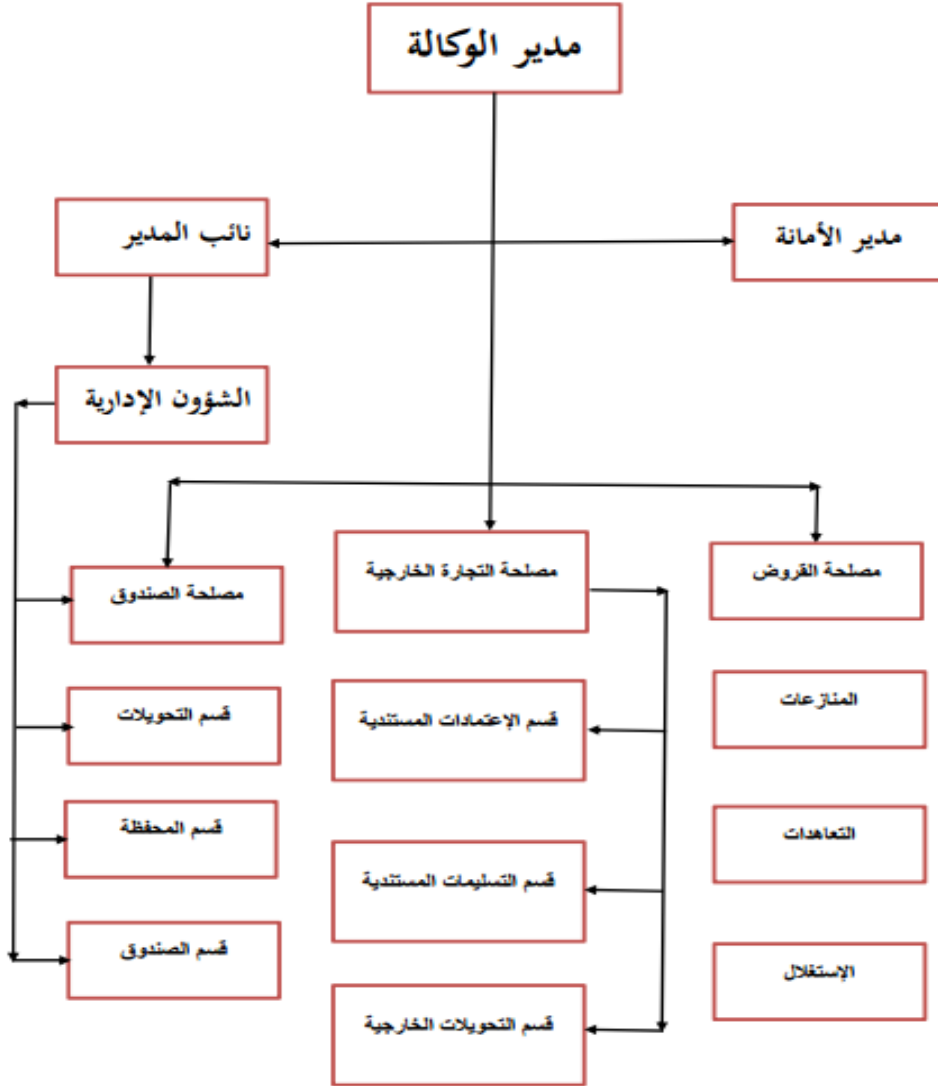 مدير الوكالة
مدير الأمانة
نائب المدير
الشؤون الإدارية
مصلحة القروض
مصلحة التجارة الخارجية
مصلحة الصندوق
المنازعات
قسم الإعتمادات المستندية
قسم التحويلات
التعاهدات
قسم التسليمات المستندية
قسم المحفظة
الإستغلال
قسم التحويلات الخارجية
قسم الصندوق